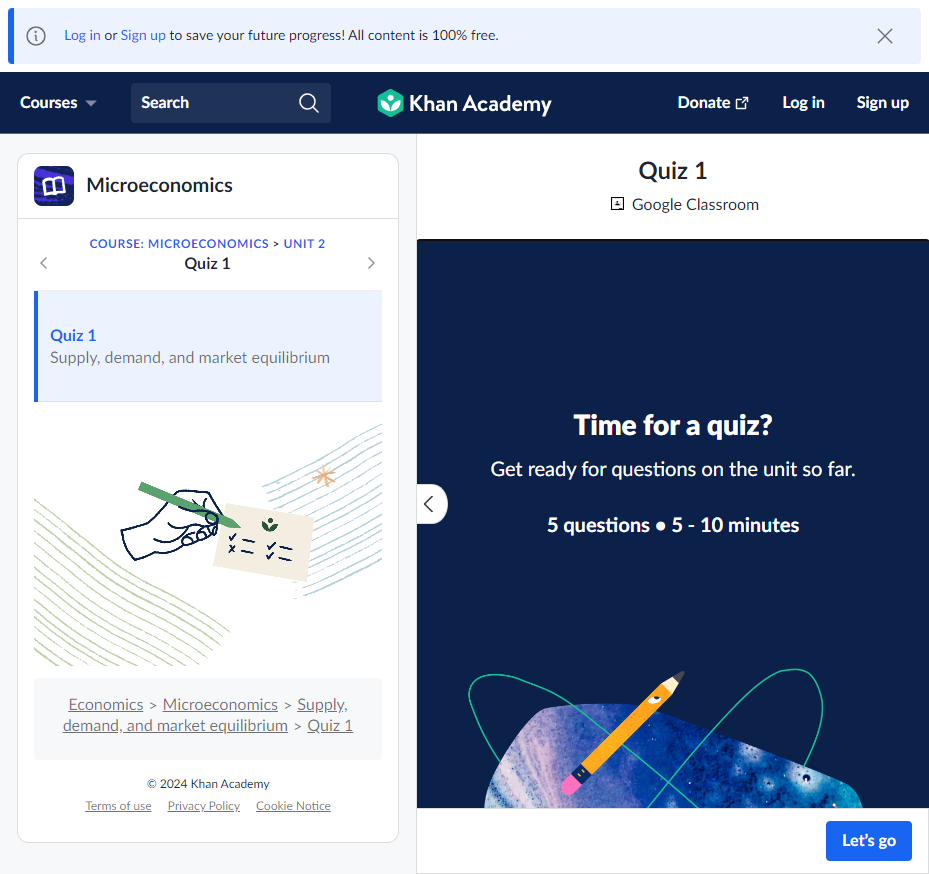 Log in or Sign up to save your future progress! All content is 100% free.
Courses
Search
Khan Academy
Donate
Log in
Sign up
Microeconomics
COURSE: MICROECONOMICS > UNIT 2
Quiz 1
Quiz 1
Supply, demand, and market equilibrium
Economics > Microeconomics > Supply,
demand, and market equilibrium > Quiz 1
© 2024 Khan Academy
Terms of use Privacy Policy Cookie Notice
Quiz 1
Google Classroom
Time for a quiz?
Get ready for questions on the unit so far.
5 questions • 5 - 10 minutes
Let's go